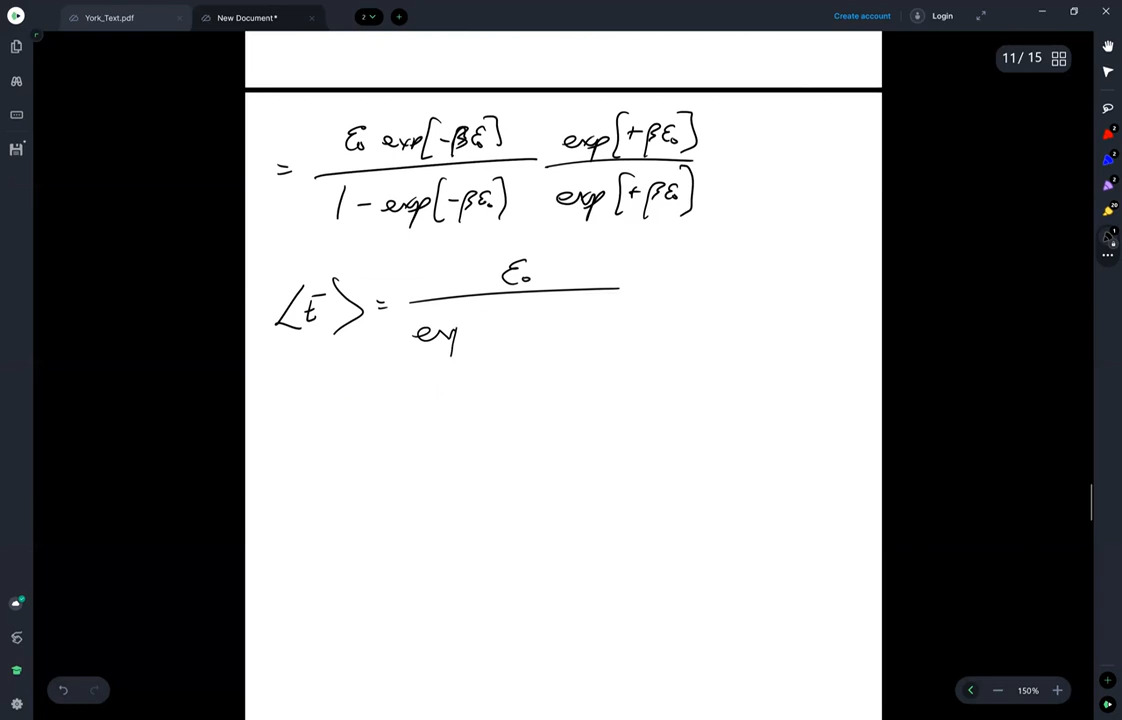 York_Text.pdf × New Document* × 2 + Create account Login
11/ 15
= ε₀ exp[-βε₀] / 1 - exp[-βε₀] exp[+βε₀] / exp[+βε₀]
⟨E⟩ = ε₀ / exp
150%